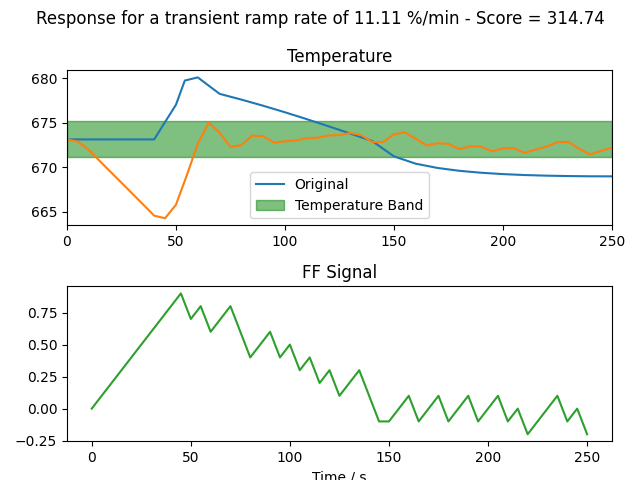 Response for a transient ramp rate of 11.11 %/min - Score = 314.74
Temperature
680
675
670
665
Original
Temperature Band
0 50 100 150 200 250
FF Signal
0.75
0.50
0.25
0.00
−0.25
0 50 100 150 200 250
Time / s